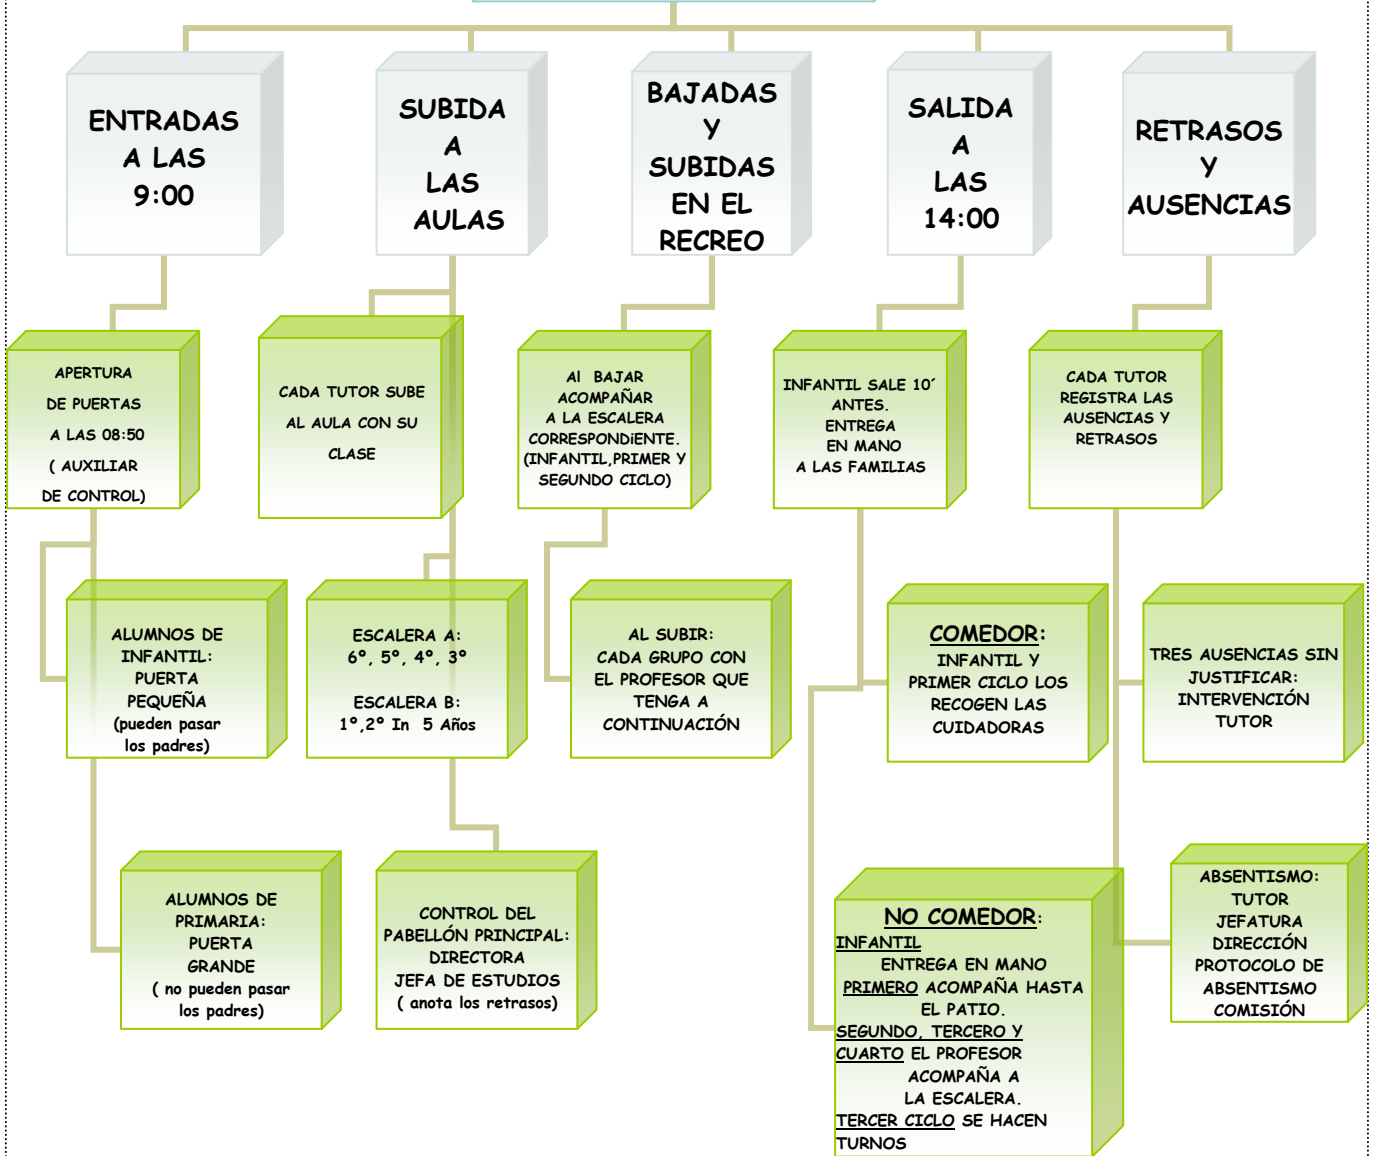 ENTRADAS
A LAS
9:00
SUBIDA
A
LAS
AULAS
BAJADAS
Y
SUBIDAS
EN EL
RECREO
SALIDA
A
LAS
14:00
RETRASOS
Y
AUSENCIAS
APERTURA
DE PUERTAS
A LAS 08:50
( AUXILIAR
DE CONTROL)
CADA TUTOR SUBE
AL AULA CON SU
CLASE
Al BAJAR
ACOMPAÑAR
A LA ESCALERA
CORRESPONDiENTE.
(INFANTIL,PRIMER Y
SEGUNDO CICLO)
INFANTIL SALE 10´
ANTES.
ENTREGA
EN MANO
A LAS FAMILIAS
CADA TUTOR
REGISTRA LAS
AUSENCIAS Y
RETRASOS
ALUMNOS DE
INFANTIL:
PUERTA
PEQUEÑA
(pueden pasar
los padres)
ESCALERA A:
6º, 5º, 4º, 3º
ESCALERA B:
1º,2º In 5 Años
AL SUBIR:
CADA GRUPO CON
EL PROFESOR QUE
TENGA A
CONTINUACIÓN
COMEDOR:
INFANTIL Y
PRIMER CICLO LOS
RECOGEN LAS
CUIDADORAS
TRES AUSENCIAS SIN
JUSTIFICAR:
INTERVENCIÓN
TUTOR
ALUMNOS DE
PRIMARIA:
PUERTA
GRANDE
( no pueden pasar
los padres)
CONTROL DEL
PABELLÓN PRINCIPAL:
DIRECTORA
JEFA DE ESTUDIOS
( anota los retrasos)
NO COMEDOR:
INFANTIL
ENTREGA EN MANO
PRIMERO ACOMPAÑA HASTA
EL PATIO.
SEGUNDO, TERCERO Y
CUARTO EL PROFESOR
ACOMPAÑA A
LA ESCALERA.
TERCER CICLO SE HACEN
TURNOS
ABSENTISMO:
TUTOR
JEFATURA
DIRECCIÓN
PROTOCOLO DE
ABSENTISMO
COMISIÓN